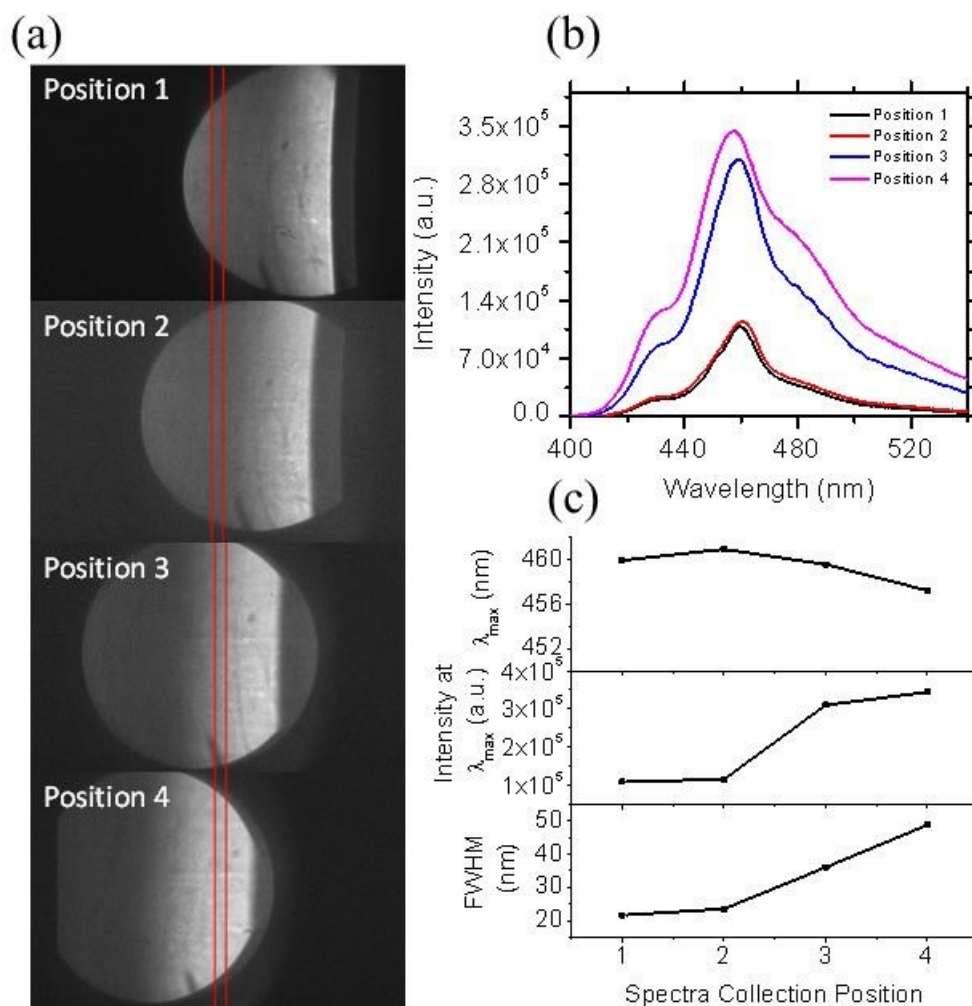 (a)
Position 1
Position 2
Position 3
Position 4
(b)
3.5x10⁵
2.8x10⁵
2.1x10⁵
1.4x10⁵
7.0x10⁴
0.0
Intensity (a.u.)
Position 1
Position 2
Position 3
Position 4
400 440 480 520
Wavelength (nm)
(c)
460
456
452
λmax (nm)
4x10⁵
3x10⁵
2x10⁵
1x10⁵
Intensity at
λmax (a.u.)
50
40
30
20
FWHM
(nm)
1 2 3 4
Spectra Collection Position